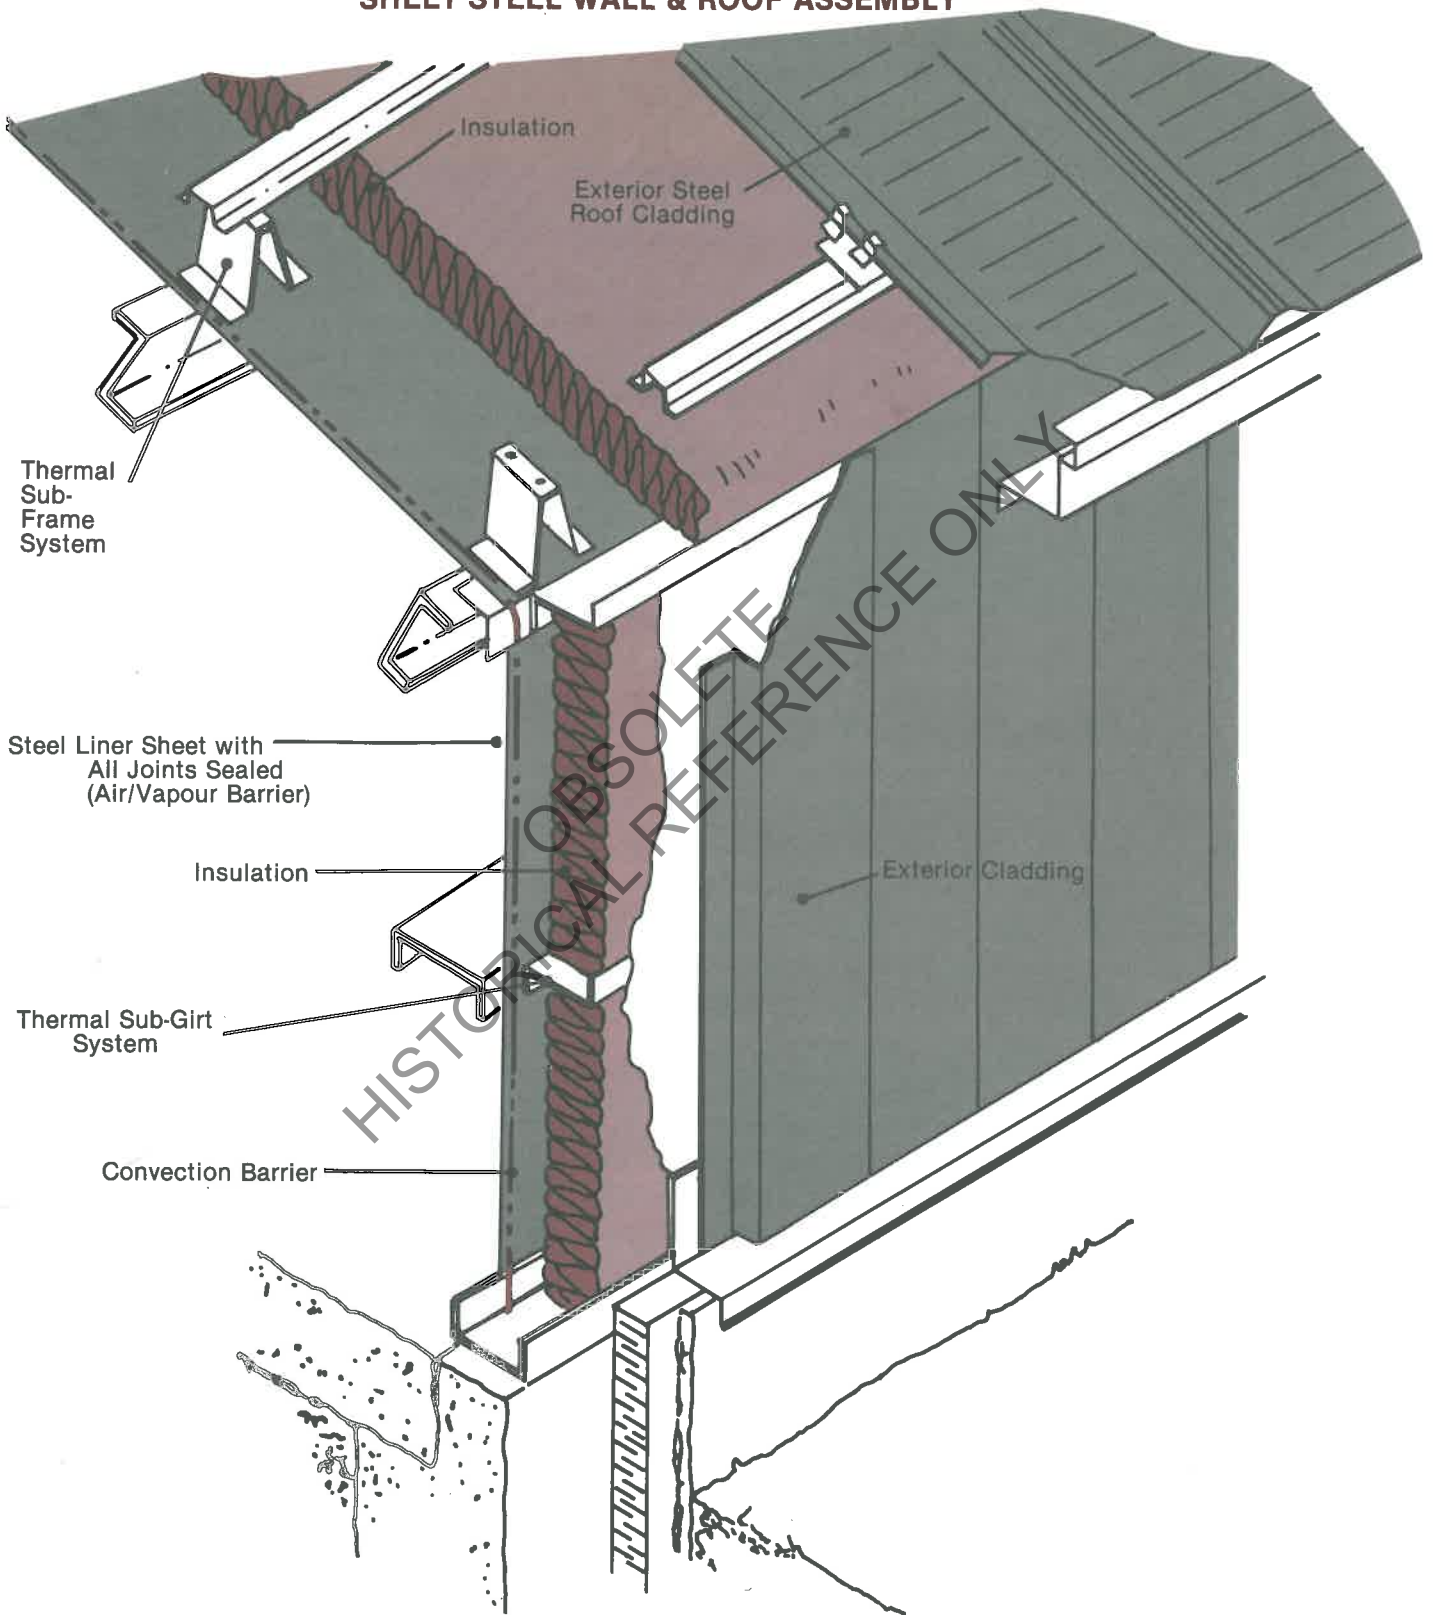 SHEET STEEL WALL & ROOF ASSEMBLY
Insulation
Exterior Steel
Roof Cladding
Thermal
Sub-
Frame
System
OBSOLETE
HISTORICAL REFERENCE ONLY
Steel Liner Sheet with
All Joints Sealed
(Air/Vapour Barrier)
Insulation
Exterior Cladding
Thermal Sub-Girt
System
Convection Barrier